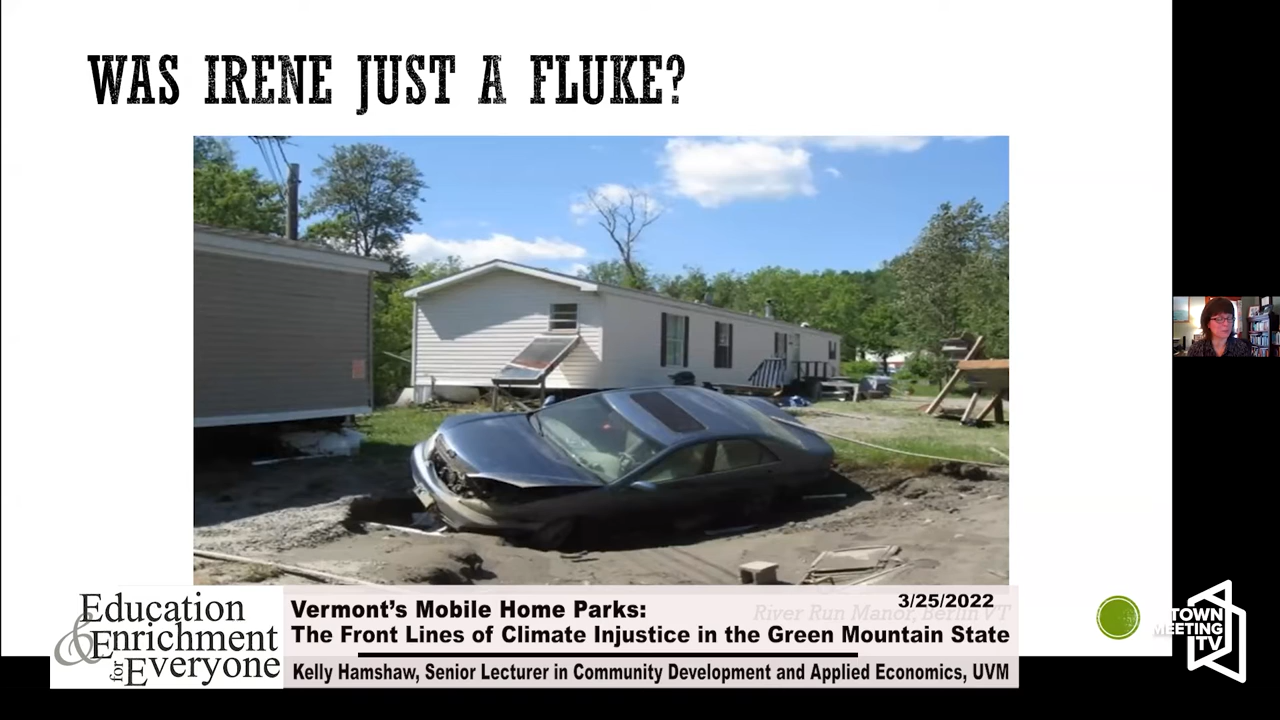 WAS IRENE JUST A FLUKE?
River Run Manor, Berlin VT
3/25/2022
Education
& Enrichment
for Everyone
Vermont's Mobile Home Parks:
The Front Lines of Climate Injustice in the Green Mountain State
Kelly Hamshaw, Senior Lecturer in Community Development and Applied Economics, UVM
TOWN
MEETING
TV